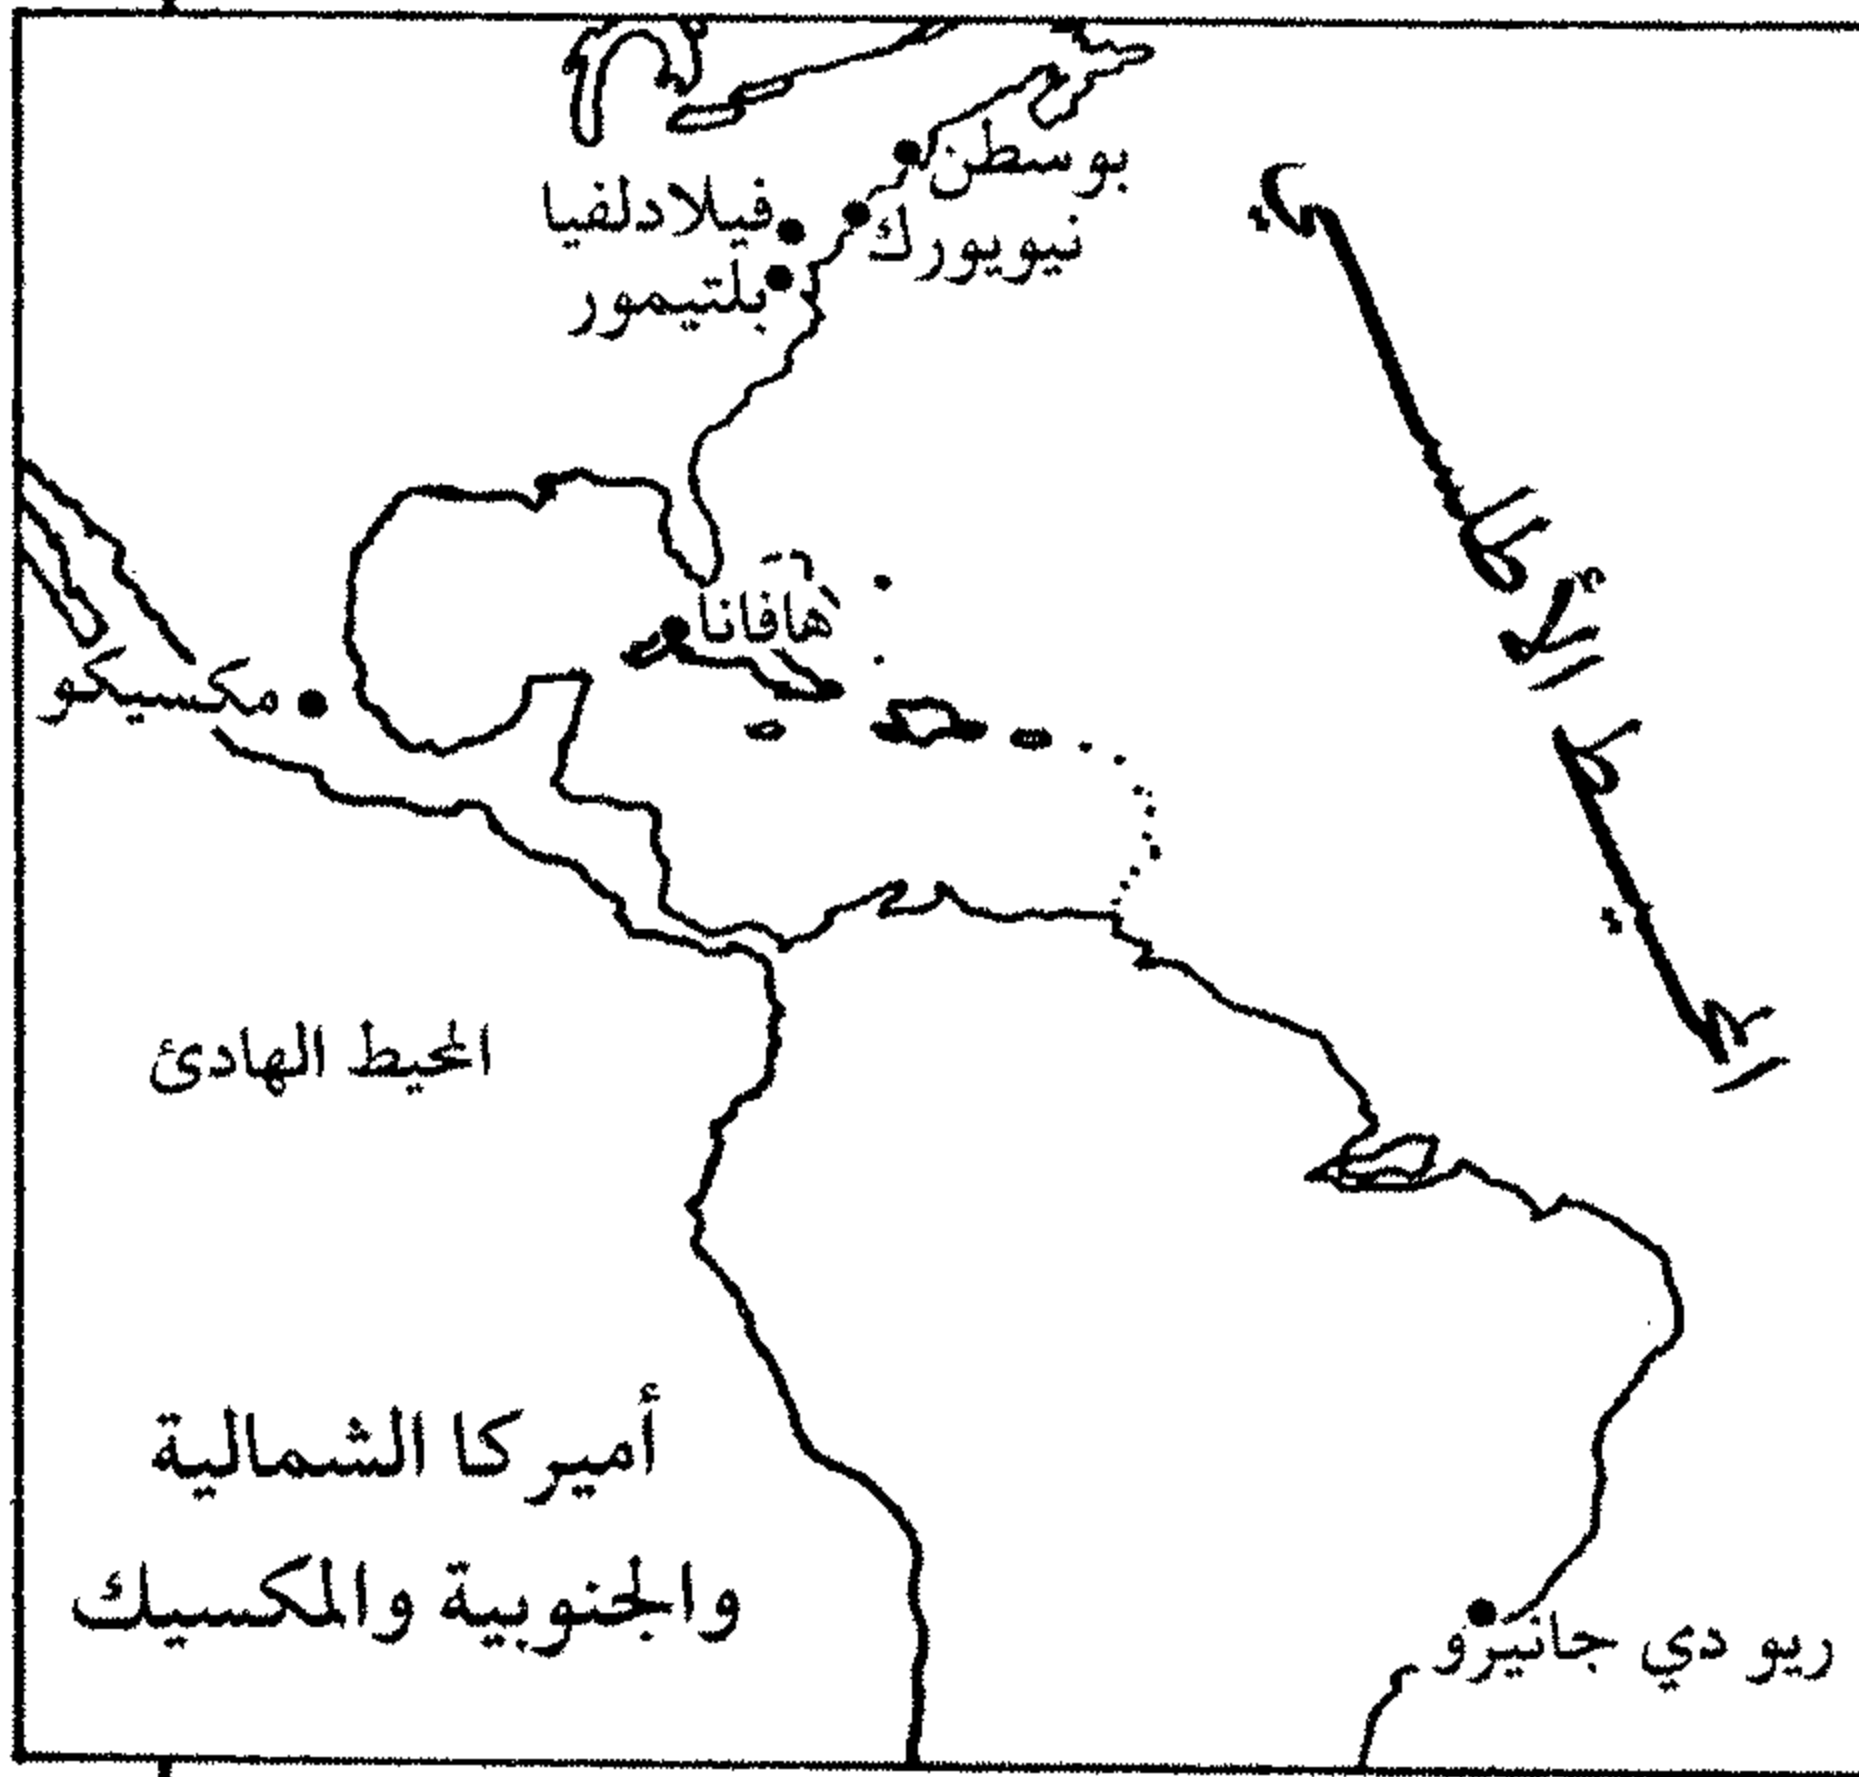 بوسطن
نيويورك
فيلادلفيا
بلتيمور
المحيط الأطلسي
هافانا
مكسيكو
المحيط الهادئ
أميركا الشمالية
والجنوبية والمكسيك
ريو دي جانيرو